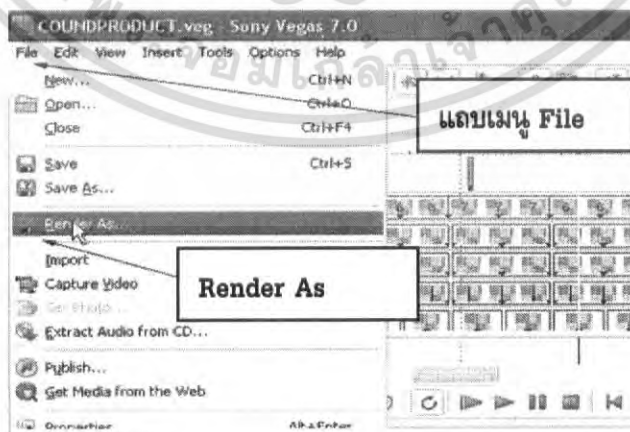 COUNDPRODUCT.veg - Sony Vegas 7.0
File Edit View Insert Tools Options Help
New... Ctrl+N
Open... Ctrl+O
Close Ctrl+F4
แถบเมนู File
Save Ctrl+S
Save As...
Render As...
Import
Render As
Capture Video
Get Photo...
Extract Audio from CD...
Publish...
Get Media from the Web
Properties Alt+Enter